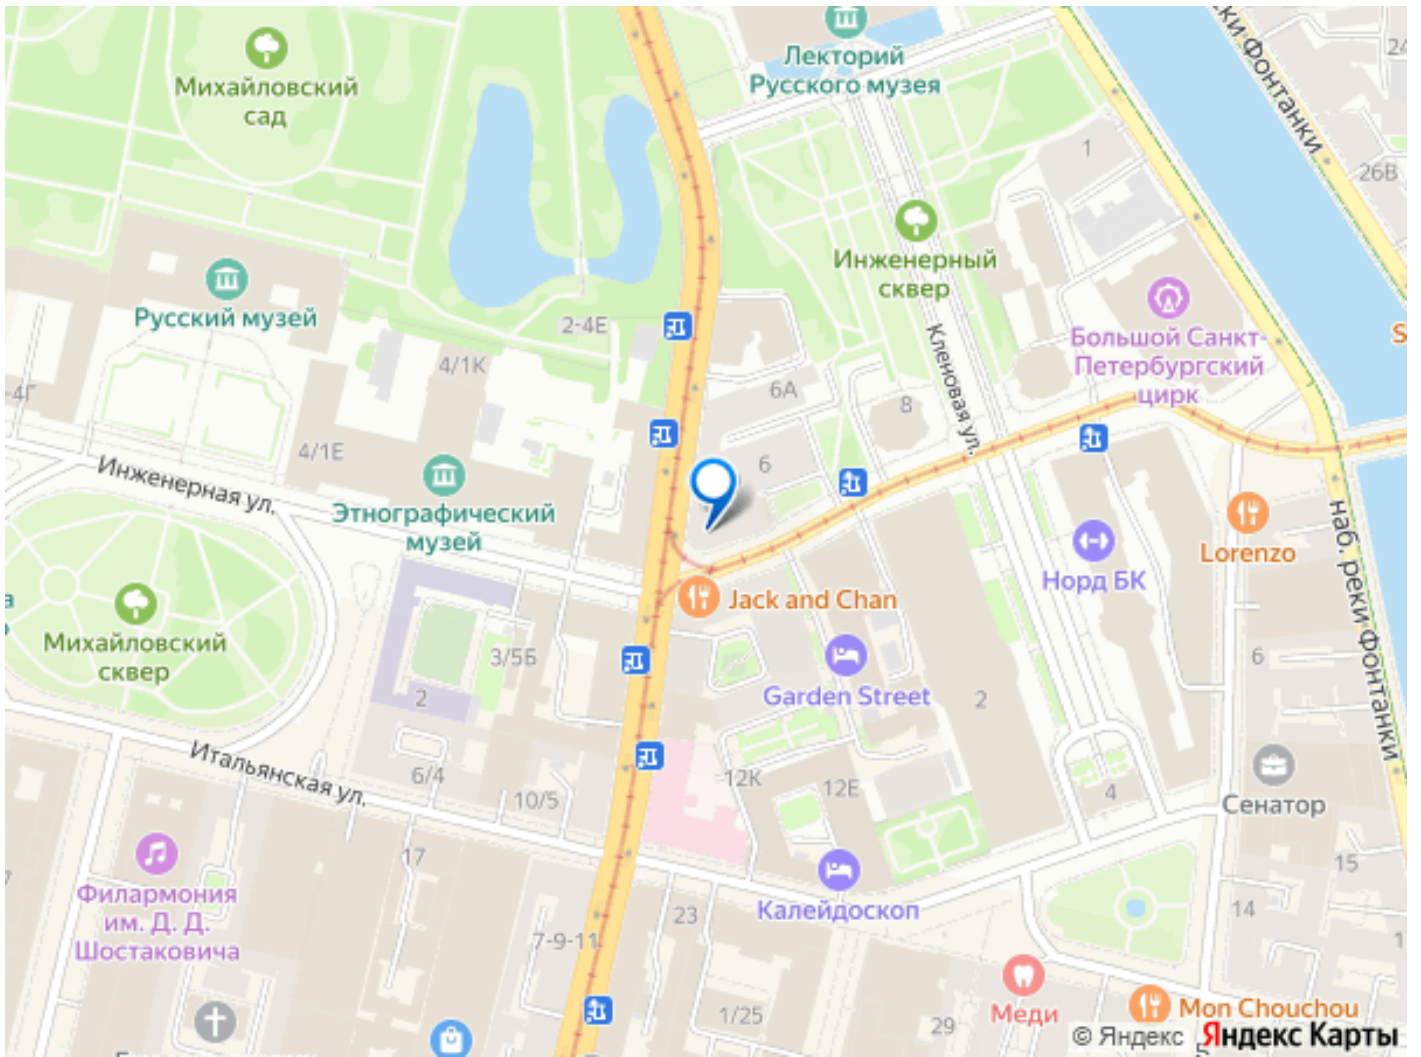 Михайловский
сад
Лекторий
Русского музея
реки Фонтанки
24
26В
1
Инженерный
сквер
Русский музей
2-4Е
4/1К
4Г
4/1Е
6А
8
6
Кленовая ул.
Большой Санкт-
Петербургский
цирк
S
Инженерная ул.
Этнографический
музей
Jack and Chan
Норд БК
Lorenzo
наб. реки Фонтанки
Михайловский
сквер
а
3/5Б
2
Garden Street
2
6
Итальянская ул.
6/4
10/5
12К
12Е
4
Сенатор
17
15
Филармония
им. Д. Д.
Шостаковича
Калейдоскоп
23
7-9-11
14
1/25
29
Меди
Mon Chouchou
© Яндекс Яндекс Карты